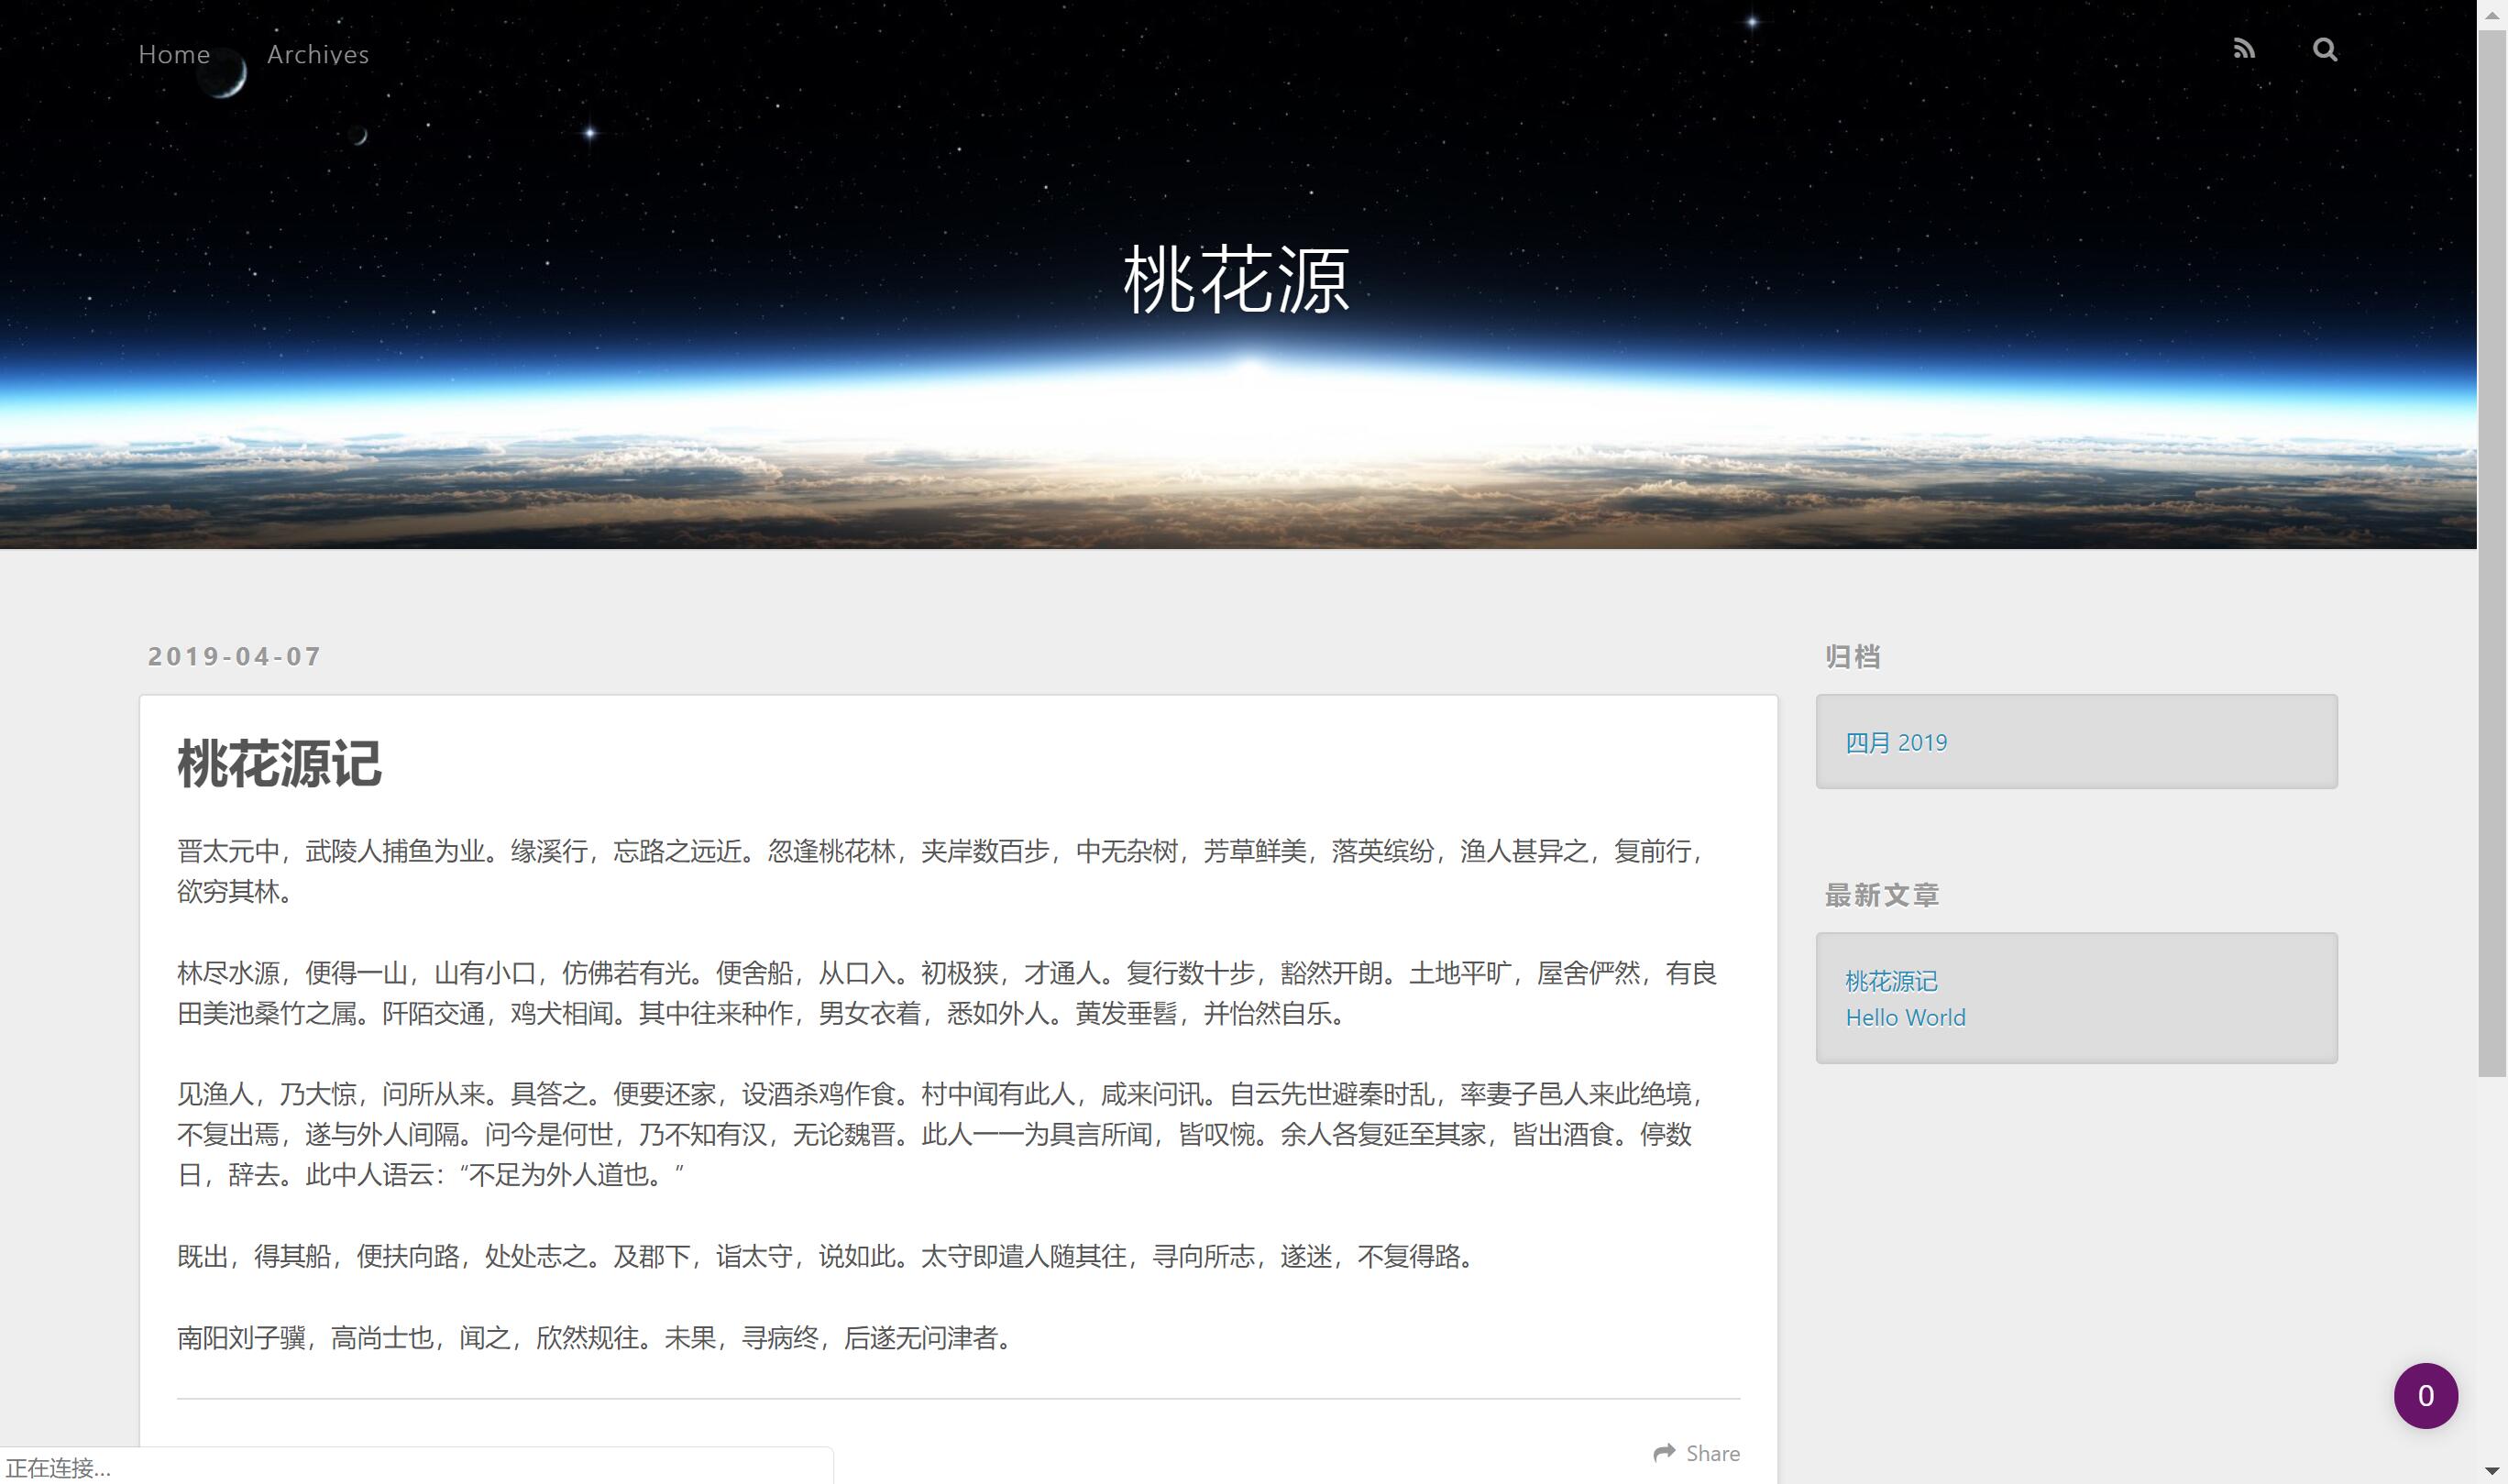 Home Archives
桃花源
2019-04-07
桃花源记
晋太元中，武陵人捕鱼为业。缘溪行，忘路之远近。忽逢桃花林，夹岸数百步，中无杂树，芳草鲜美，落英缤纷，渔人甚异之，复前行，
欲穷其林。
林尽水源，便得一山，山有小口，仿佛若有光。便舍船，从口入。初极狭，才通人。复行数十步，豁然开朗。土地平旷，屋舍俨然，有良
田美池桑竹之属。阡陌交通，鸡犬相闻。其中往来种作，男女衣着，悉如外人。黄发垂髫，并怡然自乐。
见渔人，乃大惊，问所从来。具答之。便要还家，设酒杀鸡作食。村中闻有此人，咸来问讯。自云先世避秦时乱，率妻子邑人来此绝境，
不复出焉，遂与外人间隔。问今是何世，乃不知有汉，无论魏晋。此人一一为具言所闻，皆叹惋。余人各复延至其家，皆出酒食。停数
日，辞去。此中人语云：“不足为外人道也。”
既出，得其船，便扶向路，处处志之。及郡下，诣太守，说如此。太守即遣人随其往，寻向所志，遂迷，不复得路。
南阳刘子骥，高尚士也，闻之，欣然规往。未果，寻病终，后遂无问津者。
Share
归档
四月 2019
最新文章
桃花源记
Hello World
0
正在连接...